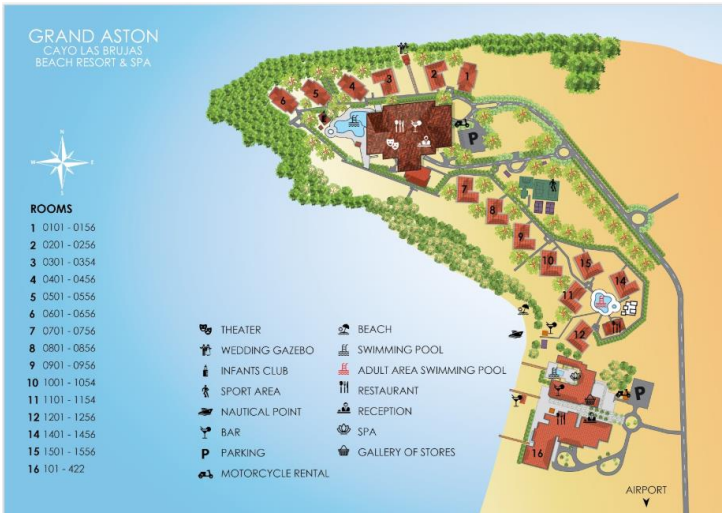 GRAND ASTON
CAYO LAS BRUJAS
BEACH RESORT & SPA
N
W
E
S
ROOMS
1 0101 - 0156
2 0201 - 0256
3 0301 - 0354
4 0401 - 0456
5 0501 - 0556
6 0601 - 0656
7 0701 - 0756
8 0801 - 0856
9 0901 - 0956
10 1001 - 1054
11 1101 - 1154
12 1201 - 1256
14 1401 - 1456
15 1501 - 1556
16 101 - 422
THEATER
WEDDING GAZEBO
INFANTS CLUB
SPORT AREA
NAUTICAL POINT
BAR
P PARKING
MOTORCYCLE RENTAL
BEACH
SWIMMING POOL
ADULT AREA SWIMMING POOL
RESTAURANT
RECEPTION
SPA
GALLERY OF STORES
6
5
4
3
2
1
P
7
8
9
10
15
14
11
12
P
16
AIRPORT